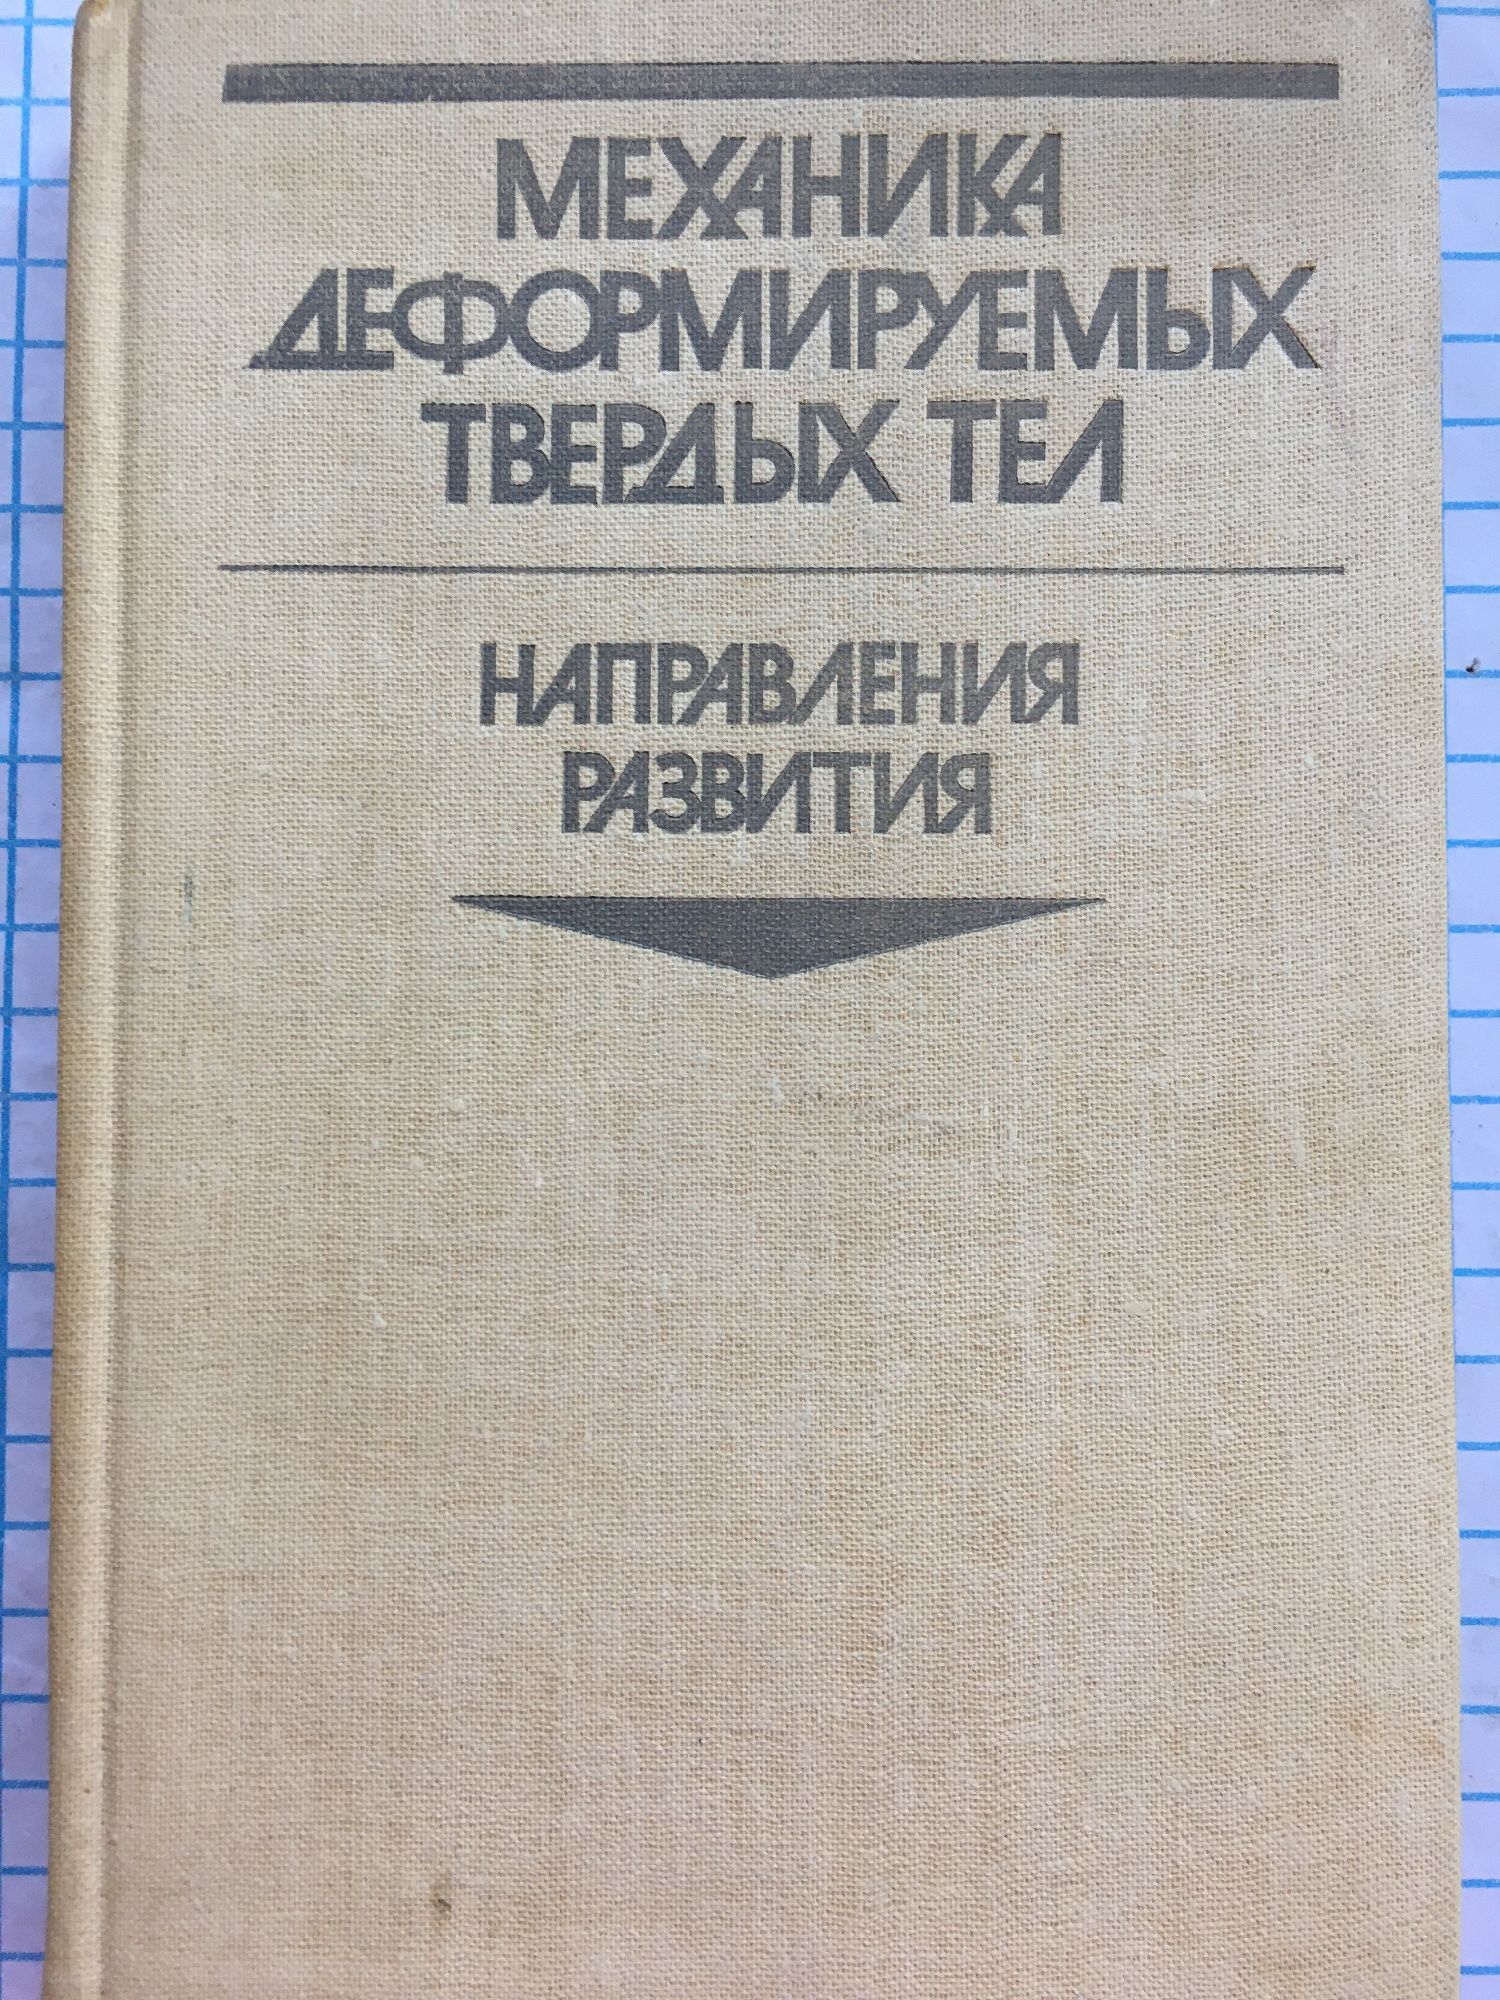 МЕХАНИКА
ДЕФОРМИРУЕМЫХ
ТВЕРДЫХ ТЕЛ
НАПРАВЛЕНИЯ
РАЗВИТИЯ